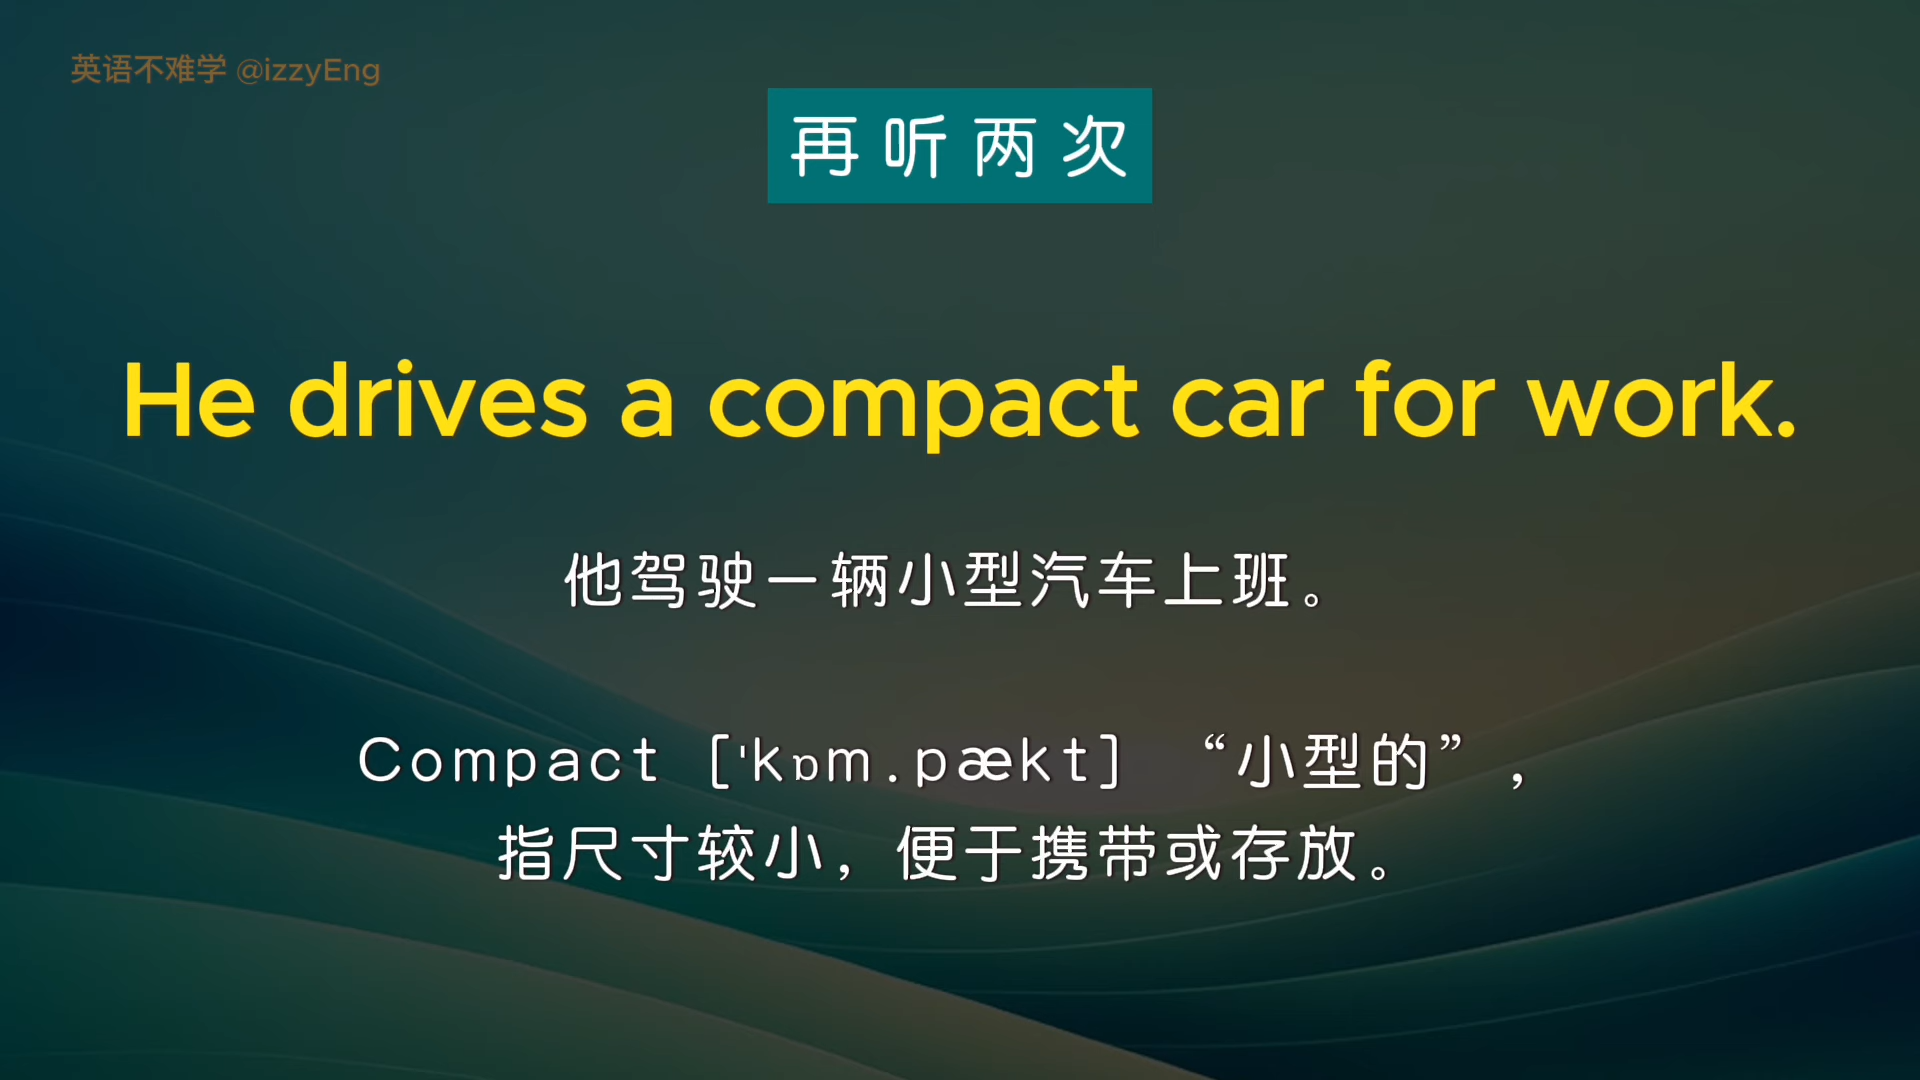 英语不难学 @izzyEng
再听两次
He drives a compact car for work.
他驾驶一辆小型汽车上班。
Compact [ˈkɒm.pækt] “小型的”，
指尺寸较小，便于携带或存放。